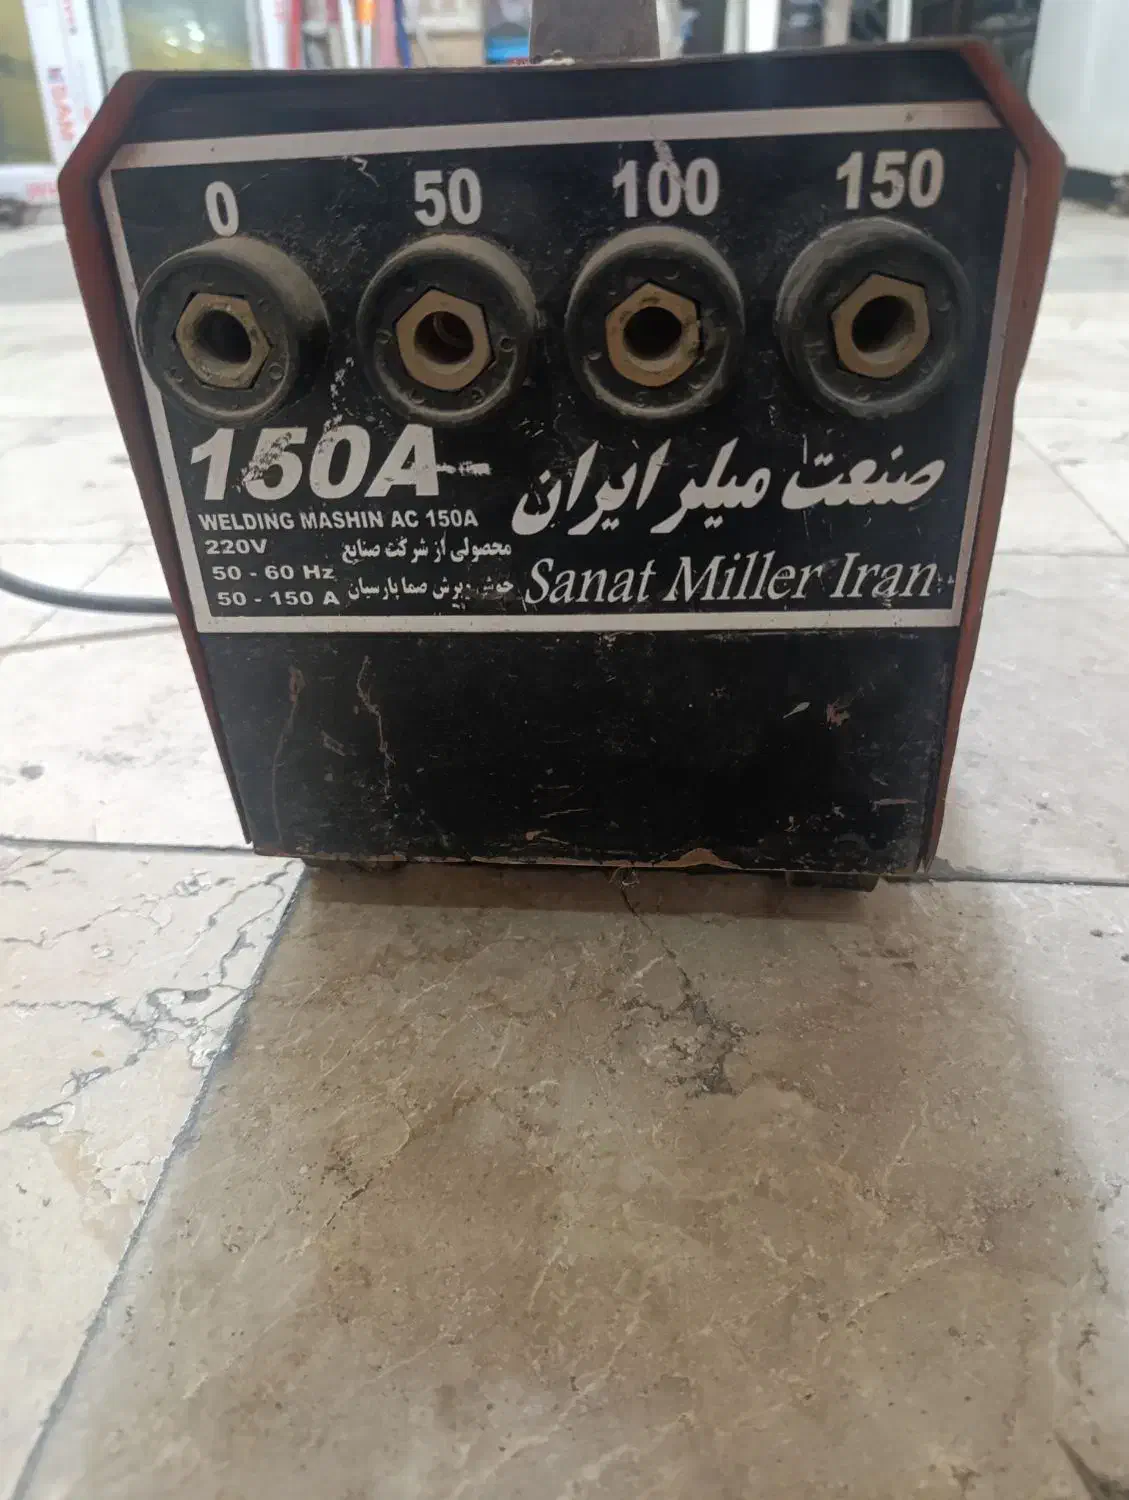 0 50 100 150
150A
صنعت میلر ایران
WELDING MASHIN AC 150A
220V
محصولی از شرکت صنایع
50 - 60 Hz
جوش و برش صما پارسیان
50 - 150 A
Sanat Miller Iran